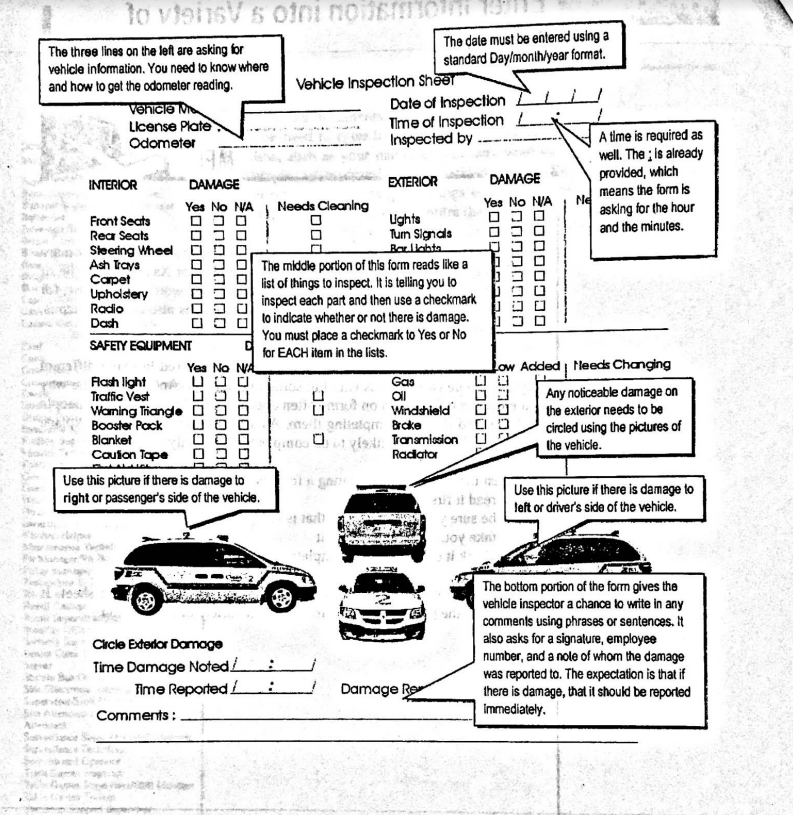 The three lines on the left are asking for
vehicle information. You need to know where
and how to get the odometer reading.
The date must be entered using a
standard Day/month/year format.
Vehicle Inspection Sheet
Vehicle
License Plate :
Odometer
Date of Inspection / / / /
Time of Inspection / : /
Inspected by
A time is required as
well. The : is already
provided, which
means the form is
asking for the hour
and the minutes.
INTERIOR DAMAGE
Yes No N/A Needs Cleaning
Front Seats
Rear Seats
Steering Wheel
Ash Trays
Carpet
Upholstery
Radio
Dash
EXTERIOR DAMAGE
Yes No N/A Ne
Lights
Turn Signals
Bar Lights
The middle portion of this form reads like a
list of things to inspect. It is telling you to
inspect each part and then use a checkmark
to indicate whether or not there is damage.
You must place a checkmark to Yes or No
for EACH item in the lists.
SAFETY EQUIPMENT D
Yes No N/A
Flash light
Traffic Vest
Warning Triangle
Booster Pack
Blanket
Caution Tape
ow Added Needs Changing
Gas
Oil
Windshield
Brake
Transmission
Radiator
Any noticeable damage on
the exterior needs to be
circled using the pictures of
the vehicle.
Use this picture if there is damage to
right or passenger's side of the vehicle.
Use this picture if there is damage to
left or driver's side of the vehicle.
2
2
The bottom portion of the form gives the
vehicle inspector a chance to write in any
comments using phrases or sentences. It
also asks for a signature, employee
number, and a note of whom the damage
was reported to. The expectation is that if
there is damage, that it should be reported
immediately.
Circle Exterior Damage
Time Damage Noted / : /
Time Reported / : / Damage Re
Comments :